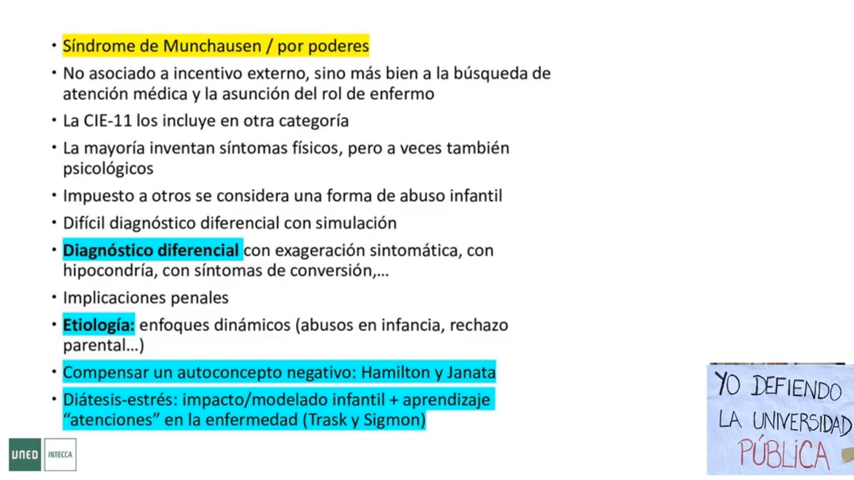 • Síndrome de Munchausen / por poderes
• No asociado a incentivo externo, sino más bien a la búsqueda de
atención médica y la asunción del rol de enfermo
• La CIE-11 los incluye en otra categoría
• La mayoría inventan síntomas físicos, pero a veces también
psicológicos
• Impuesto a otros se considera una forma de abuso infantil
• Difícil diagnóstico diferencial con simulación
• Diagnóstico diferencial con exageración sintomática, con
hipocondría, con síntomas de conversión,...
• Implicaciones penales
• Etiología: enfoques dinámicos (abusos en infancia, rechazo
parental...)
• Compensar un autoconcepto negativo: Hamilton y Janata
• Diátesis-estrés: impacto/modelado infantil + aprendizaje
“atenciones” en la enfermedad (Trask y Sigmon)
UNED INTECCA
YO DEFIENDO
LA UNIVERSIDAD
PÚBLICA